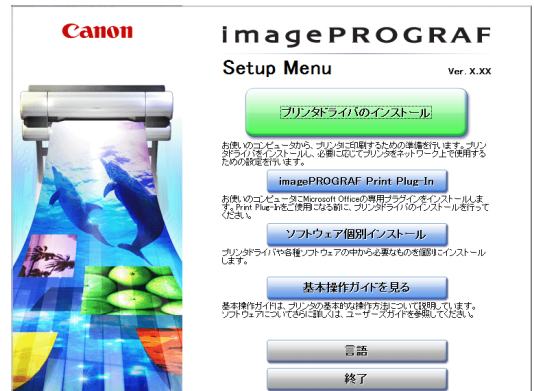 Canon
imagePROGRAF
Setup Menu
Ver. X.XX
プリンタドライバのインストール
お使いのコンピュータから、プリンタに印刷するための準備を行います。プリン
タドライバをインストールし、必要に応じてプリンタをネットワーク上で使用する
ための設定を行います。
imagePROGRAF Print Plug-In
お使いのコンピュータにMicrosoft Officeの専用プラグインをインストールしま
す。Print Plug-Inをご使用になる前に、プリンタドライバのインストールを行って
ください。
ソフトウェア個別インストール
プリンタドライバや各種ソフトウェアの中から必要なものを個別にインストール
します。
基本操作ガイドを見る
基本操作ガイドは、プリンタの基本的な操作方法について説明しています。
ソフトウェアについてさらに詳しくは、ユーザーズガイドを参照してください。
言語
終了